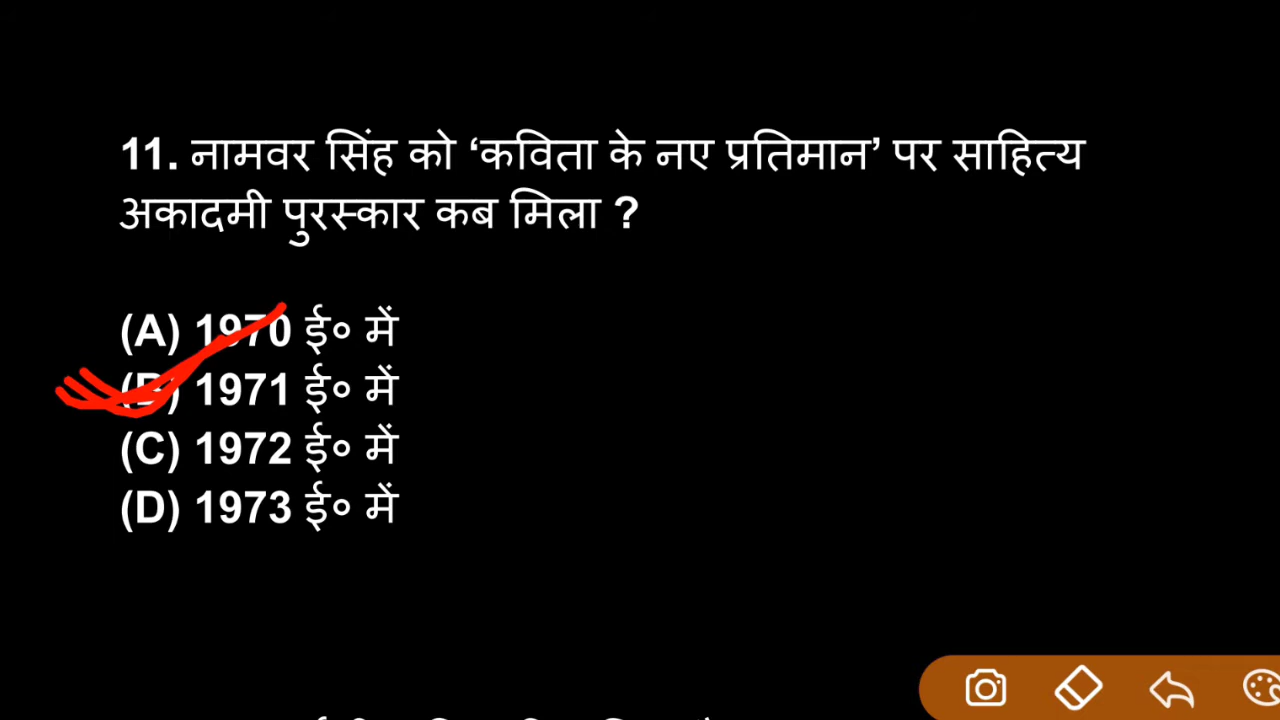 11. नामवर सिंह को ‘कविता के नए प्रतिमान’ पर साहित्य
अकादमी पुरस्कार कब मिला ?
(A) 1970 ई० में
(B) 1971 ई० में
(C) 1972 ई० में
(D) 1973 ई० में